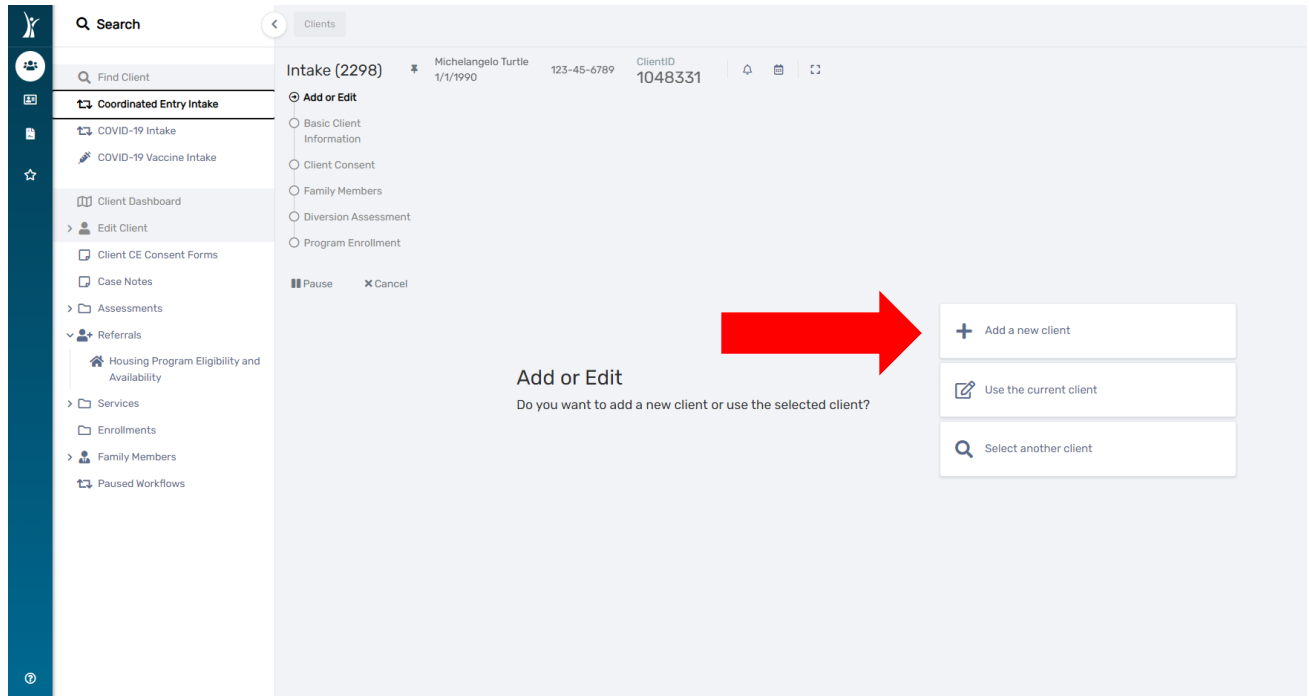 Search
Clients
Find Client
Coordinated Entry Intake
COVID-19 Intake
COVID-19 Vaccine Intake
Client Dashboard
Edit Client
Client CE Consent Forms
Case Notes
Assessments
Referrals
Housing Program Eligibility and
Availability
Services
Enrollments
Family Members
Paused Workflows
Intake (2298)
Michelangelo Turtle
1/1/1990
123-45-6789
ClientID
1048331
Add or Edit
Basic Client
Information
Client Consent
Family Members
Diversion Assessment
Program Enrollment
Pause
Cancel
Add or Edit
Do you want to add a new client or use the selected client?
Add a new client
Use the current client
Select another client